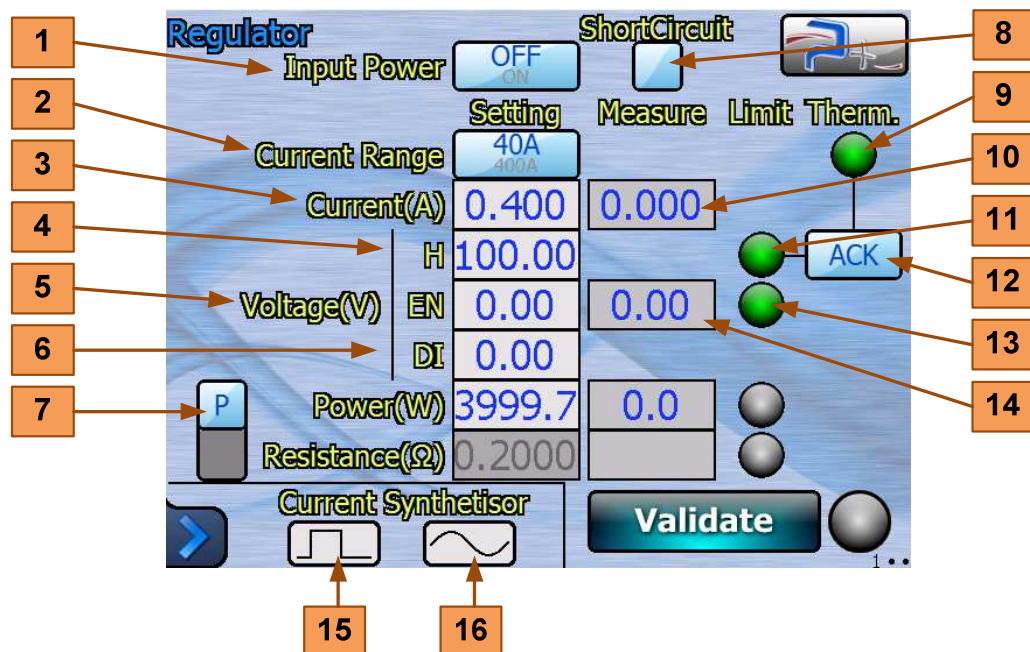 1
2
3
4
5
6
7
8
9
10
11
12
13
14
15
16
Regulator
ShortCircuit
Input Power OFF
ON
Setting Measure Limit Therm.
Current Range 40A
400A
Current(A) 0.400 0.000
H 100.00 ACK
Voltage(V) EN 0.00 0.00
DI 0.00
P Power(W) 3999.7 0.0
Resistance(Ω) 0.2000
Current Synthetisor
Validate
1